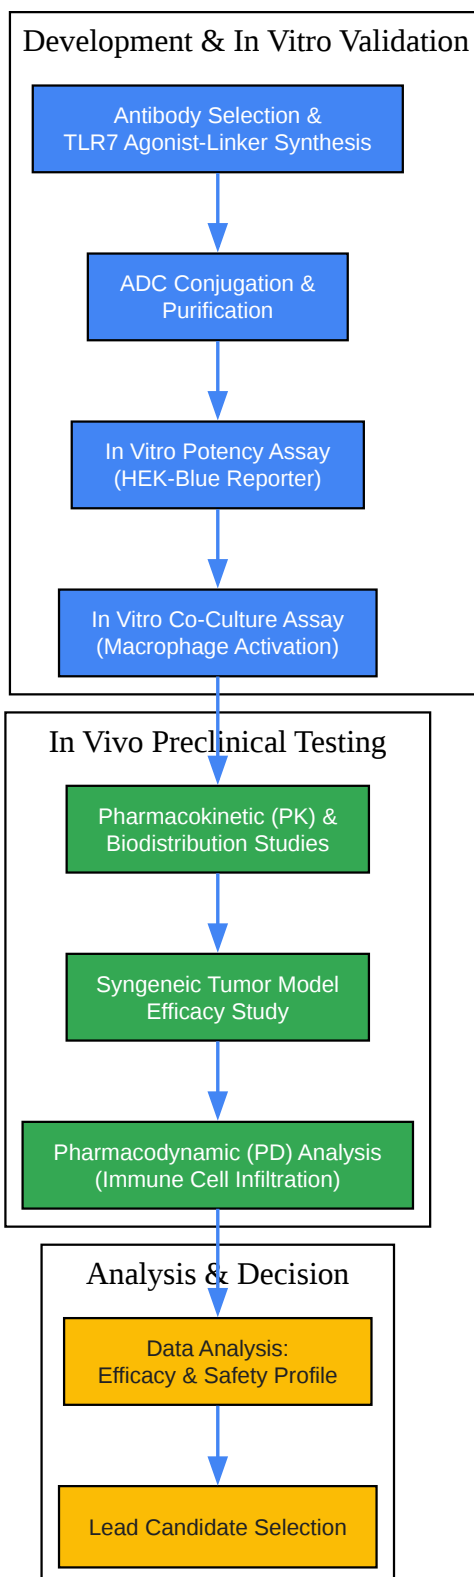 Development & In Vitro Validation
Antibody Selection &
TLR7 Agonist-Linker Synthesis
ADC Conjugation &
Purification
In Vitro Potency Assay
(HEK-Blue Reporter)
In Vitro Co-Culture Assay
(Macrophage Activation)
In Vivo Preclinical Testing
Pharmacokinetic (PK) &
Biodistribution Studies
Syngeneic Tumor Model
Efficacy Study
Pharmacodynamic (PD) Analysis
(Immune Cell Infiltration)
Analysis & Decision
Data Analysis:
Efficacy & Safety Profile
Lead Candidate Selection